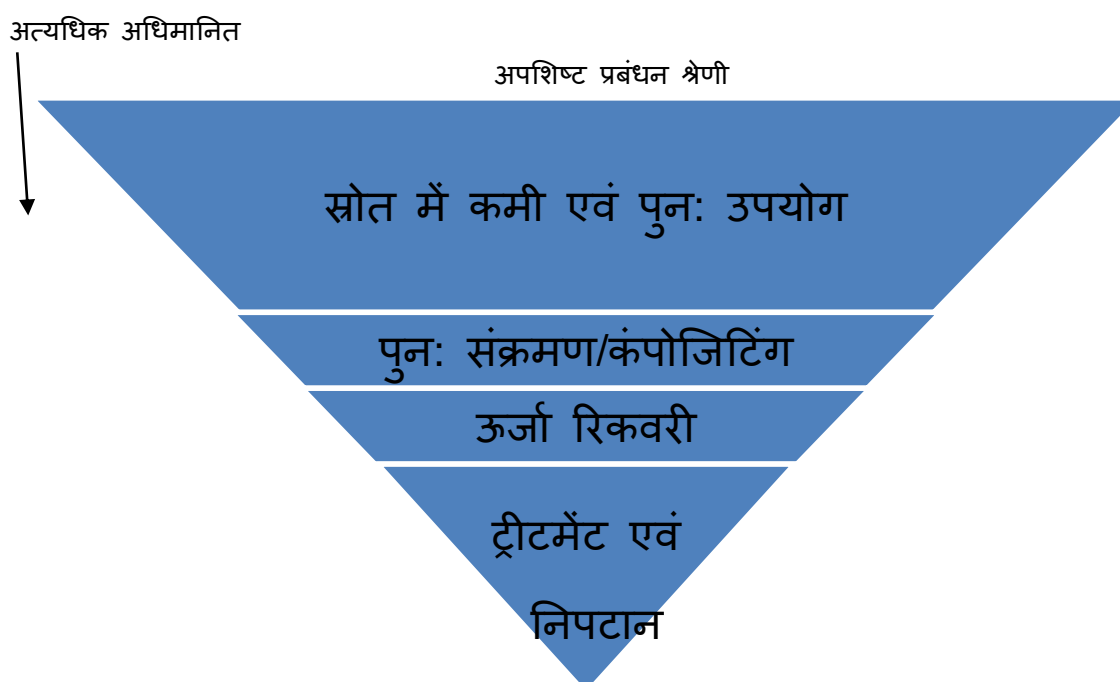 अत्यधिक अधिमानित
अपशिष्ट प्रबंधन श्रेणी
स्रोत में कमी एवं पुन: उपयोग
पुन: संक्रमण/कंपोजिटिंग
ऊर्जा रिकवरी
ट्रीटमेंट एवं
निपटान